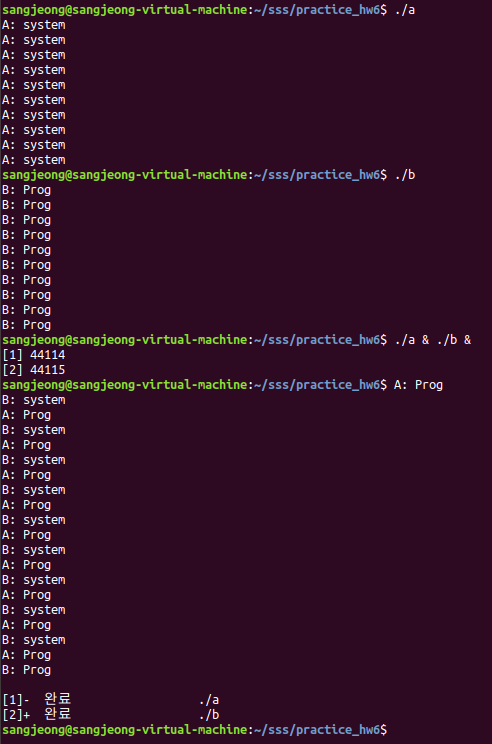 sangjeong@sangjeong-virtual-machine:~/sss/practice_hw6$ ./a
A: system
A: system
A: system
A: system
A: system
A: system
A: system
A: system
A: system
A: system
sangjeong@sangjeong-virtual-machine:~/sss/practice_hw6$ ./b
B: Prog
B: Prog
B: Prog
B: Prog
B: Prog
B: Prog
B: Prog
B: Prog
B: Prog
B: Prog
sangjeong@sangjeong-virtual-machine:~/sss/practice_hw6$ ./a & ./b &
[1] 44114
[2] 44115
sangjeong@sangjeong-virtual-machine:~/sss/practice_hw6$ A: Prog
B: system
A: Prog
B: system
A: Prog
B: system
A: Prog
B: system
A: Prog
B: system
A: Prog
B: system
A: Prog
B: system
A: Prog
B: system
A: Prog
B: system
A: Prog
B: Prog
[1]-  완료                  ./a
[2]+  완료                  ./b
sangjeong@sangjeong-virtual-machine:~/sss/practice_hw6$